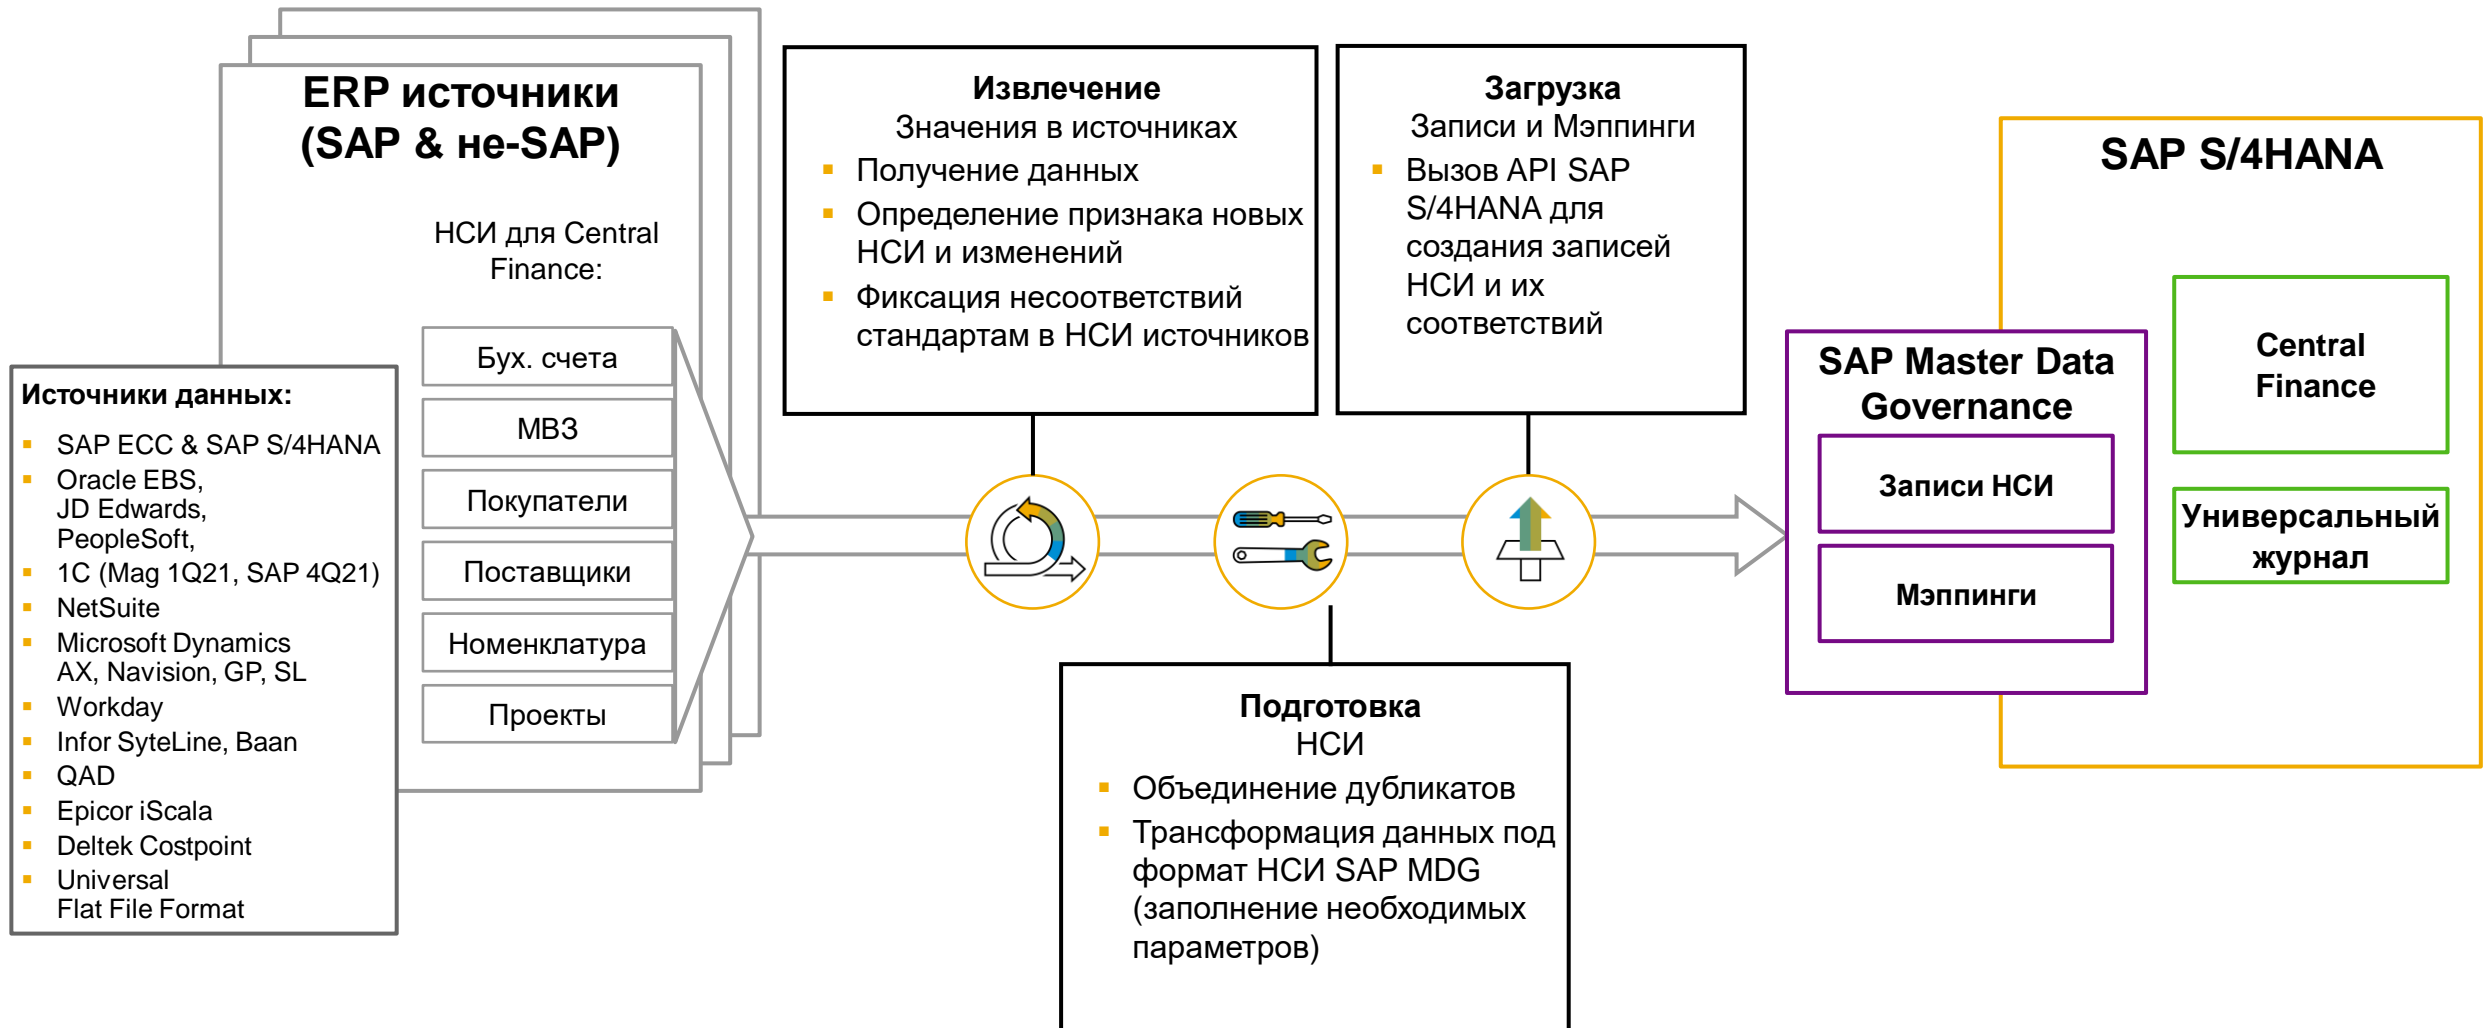 ERP источники
(SAP & не-SAP)
НСИ для Central
Finance:
Бух. счета
МВЗ
Покупатели
Поставщики
Номенклатура
Проекты
Источники данных:
SAP ECC & SAP S/4HANA
Oracle EBS,
JD Edwards,
PeopleSoft,
1C (Mag 1Q21, SAP 4Q21)
NetSuite
Microsoft Dynamics
AX, Navision, GP, SL
Workday
Infor SyteLine, Baan
QAD
Epicor iScala
Deltek Costpoint
Universal
Flat File Format
Извлечение
Значения в источниках
Получение данных
Определение признака новых
НСИ и изменений
Фиксация несоответствий
стандартам в НСИ источников
Подготовка
НСИ
Объединение дубликатов
Трансформация данных под
формат НСИ SAP MDG
(заполнение необходимых
параметров)
Загрузка
Записи и Мэппинги
Вызов API SAP
S/4HANA для
создания записей
НСИ и их
соответствий
SAP Master Data
Governance
Записи НСИ
Мэппинги
SAP S/4HANA
Central
Finance
Универсальный
журнал